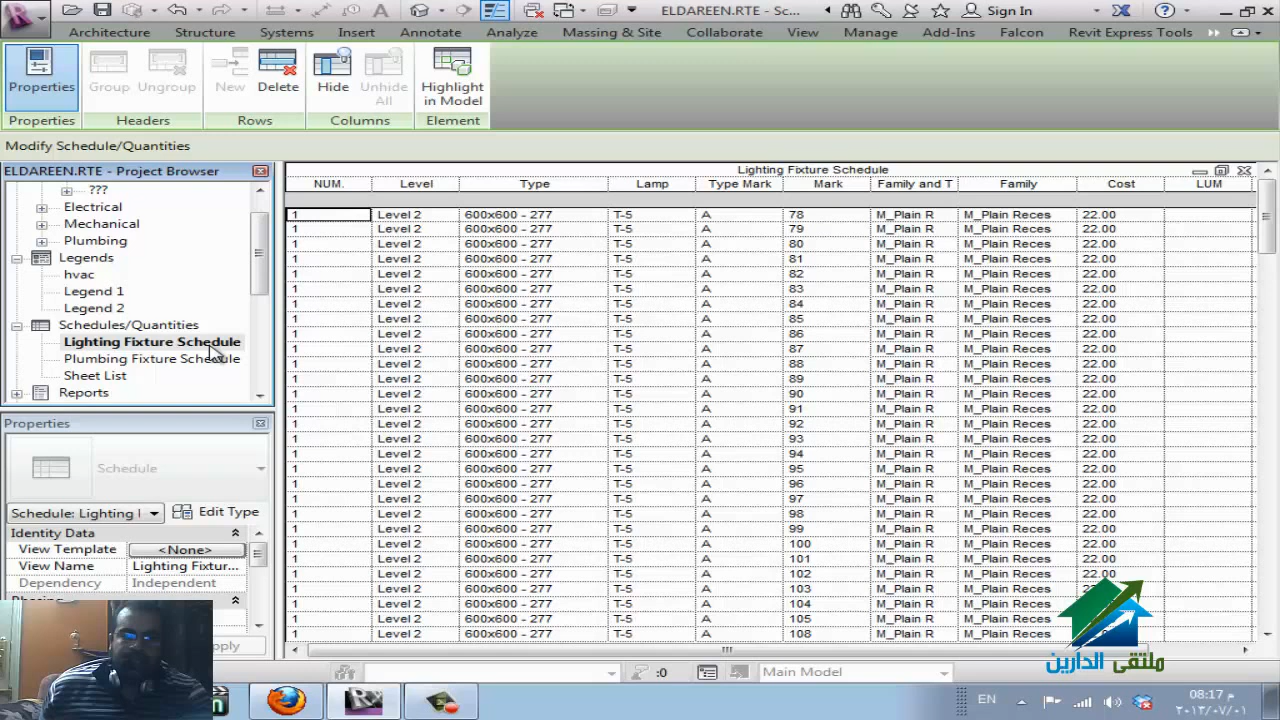 ELDAREEN.RTE - Sc...
Sign In
Architecture Structure Systems Insert Annotate Analyze Massing & Site Collaborate View Manage Add-Ins Falcon Revit Express Tools
Properties Group Ungroup New Delete Hide Unhide All Highlight in Model
Properties Headers Rows Columns Element
Modify Schedule/Quantities
ELDAREEN.RTE - Project Browser
???
Electrical
Mechanical
Plumbing
Legends
hvac
Legend 1
Legend 2
Schedules/Quantities
Lighting Fixture Schedule
Plumbing Fixture Schedule
Sheet List
Reports
Properties
Schedule
Schedule: Lighting Edit Type
Identity Data
View Template <None>
View Name Lighting Fixtur...
Dependency Independent
Lighting Fixture Schedule
NUM. Level Type Lamp Type Mark Mark Family and T Family Cost LUM
1 Level 2 600x600 - 277 T-5 A 78 M_Plain R M_Plain Reces 22.00
1 Level 2 600x600 - 277 T-5 A 79 M_Plain R M_Plain Reces 22.00
1 Level 2 600x600 - 277 T-5 A 80 M_Plain R M_Plain Reces 22.00
1 Level 2 600x600 - 277 T-5 A 81 M_Plain R M_Plain Reces 22.00
1 Level 2 600x600 - 277 T-5 A 82 M_Plain R M_Plain Reces 22.00
1 Level 2 600x600 - 277 T-5 A 83 M_Plain R M_Plain Reces 22.00
1 Level 2 600x600 - 277 T-5 A 84 M_Plain R M_Plain Reces 22.00
1 Level 2 600x600 - 277 T-5 A 85 M_Plain R M_Plain Reces 22.00
1 Level 2 600x600 - 277 T-5 A 86 M_Plain R M_Plain Reces 22.00
1 Level 2 600x600 - 277 T-5 A 87 M_Plain R M_Plain Reces 22.00
1 Level 2 600x600 - 277 T-5 A 88 M_Plain R M_Plain Reces 22.00
1 Level 2 600x600 - 277 T-5 A 89 M_Plain R M_Plain Reces 22.00
1 Level 2 600x600 - 277 T-5 A 90 M_Plain R M_Plain Reces 22.00
1 Level 2 600x600 - 277 T-5 A 91 M_Plain R M_Plain Reces 22.00
1 Level 2 600x600 - 277 T-5 A 92 M_Plain R M_Plain Reces 22.00
1 Level 2 600x600 - 277 T-5 A 93 M_Plain R M_Plain Reces 22.00
1 Level 2 600x600 - 277 T-5 A 94 M_Plain R M_Plain Reces 22.00
1 Level 2 600x600 - 277 T-5 A 95 M_Plain R M_Plain Reces 22.00
1 Level 2 600x600 - 277 T-5 A 96 M_Plain R M_Plain Reces 22.00
1 Level 2 600x600 - 277 T-5 A 97 M_Plain R M_Plain Reces 22.00
1 Level 2 600x600 - 277 T-5 A 98 M_Plain R M_Plain Reces 22.00
1 Level 2 600x600 - 277 T-5 A 99 M_Plain R M_Plain Reces 22.00
1 Level 2 600x600 - 277 T-5 A 100 M_Plain R M_Plain Reces 22.00
1 Level 2 600x600 - 277 T-5 A 101 M_Plain R M_Plain Reces 22.00
1 Level 2 600x600 - 277 T-5 A 102 M_Plain R M_Plain Reces 22.00
1 Level 2 600x600 - 277 T-5 A 103 M_Plain R M_Plain Reces
1 Level 2 600x600 - 277 T-5 A 104 M_Plain R M_Plain Reces
1 Level 2 600x600 - 277 T-5 A 105 M_Plain R M_Plain Reces
1 Level 2 600x600 - 277 T-5 A 108 M_Plain R M_Plain Reces
ملتقى الدارين
:0 Main Model
EN
08:17 م
٢٠١٣/٠٧/٠١